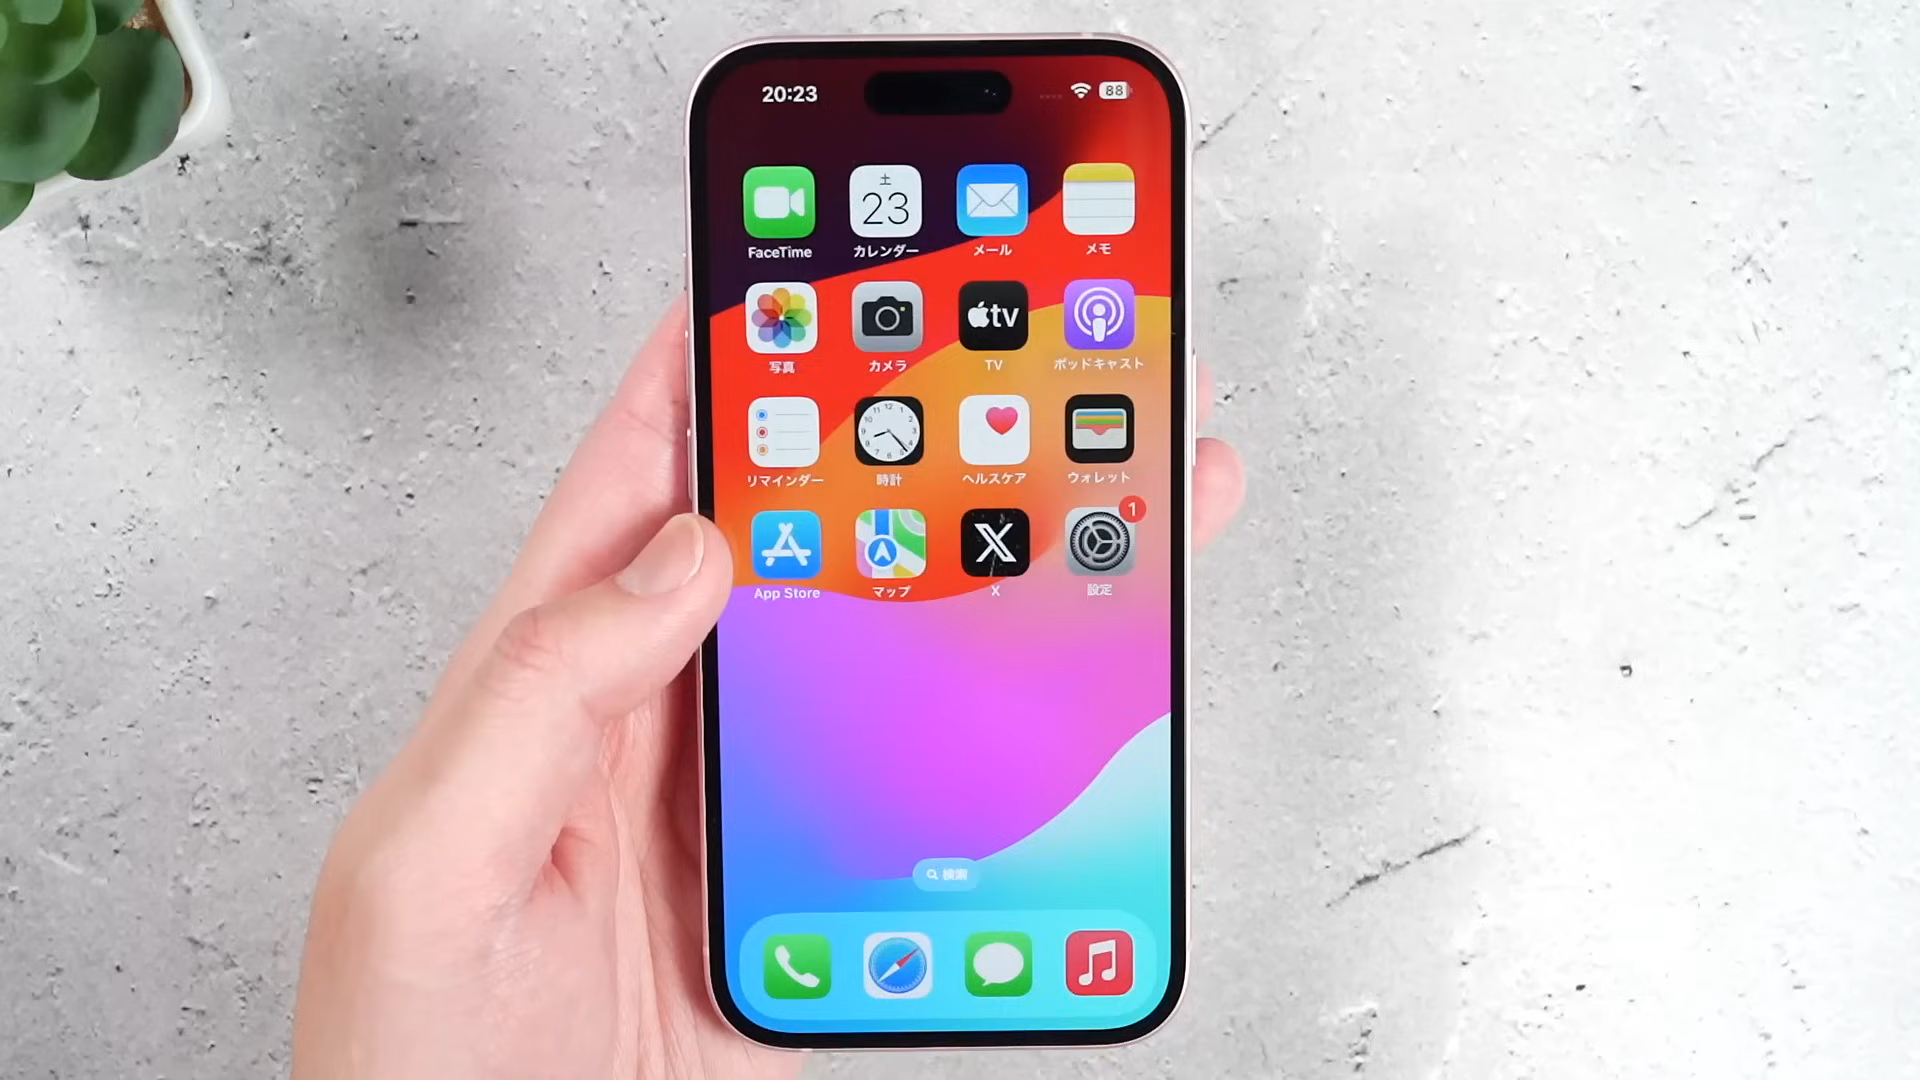 20:23 88
土
23
FaceTime カレンダー メール メモ
tv
写真 カメラ TV ポッドキャスト
リマインダー 時計 ヘルスケア ウォレット
1
App Store マップ X 設定
検索